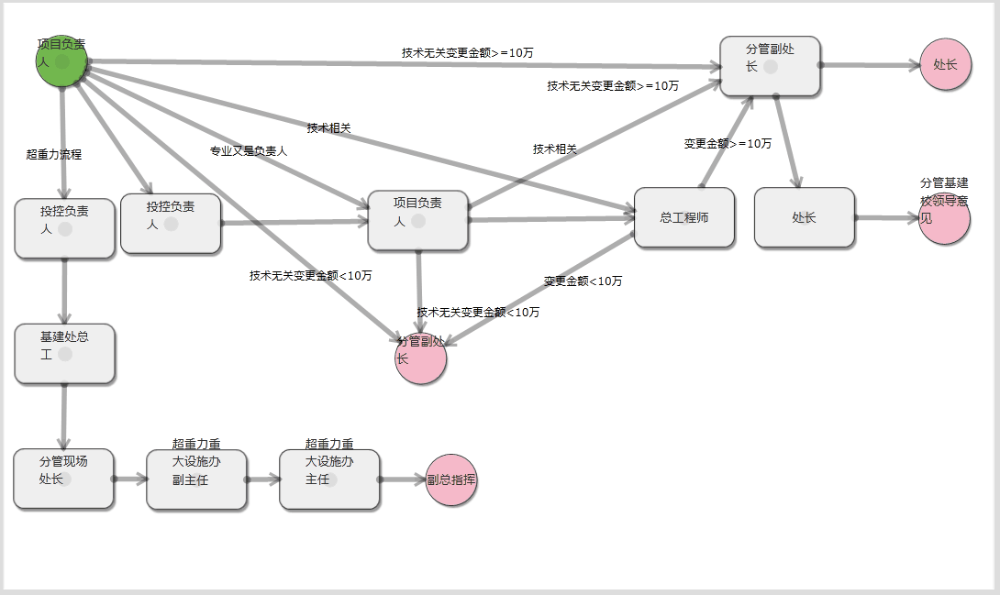 项目负责
人
技术无关变更金额>=10万
分管副处
长
处长
技术无关变更金额>=10万
技术相关
专业又是负责人
技术相关
变更金额>=10万
超重力流程
投控负责
人
投控负责
人
项目负责
人
总工程师
处长
分管基建
校领导意
见
技术无关变更金额<10万
变更金额<10万
技术无关变更金额<10万
基建处总
工
分管副处
长
分管现场
处长
超重力重
大设施办
副主任
超重力重
大设施办
主任
副总指挥